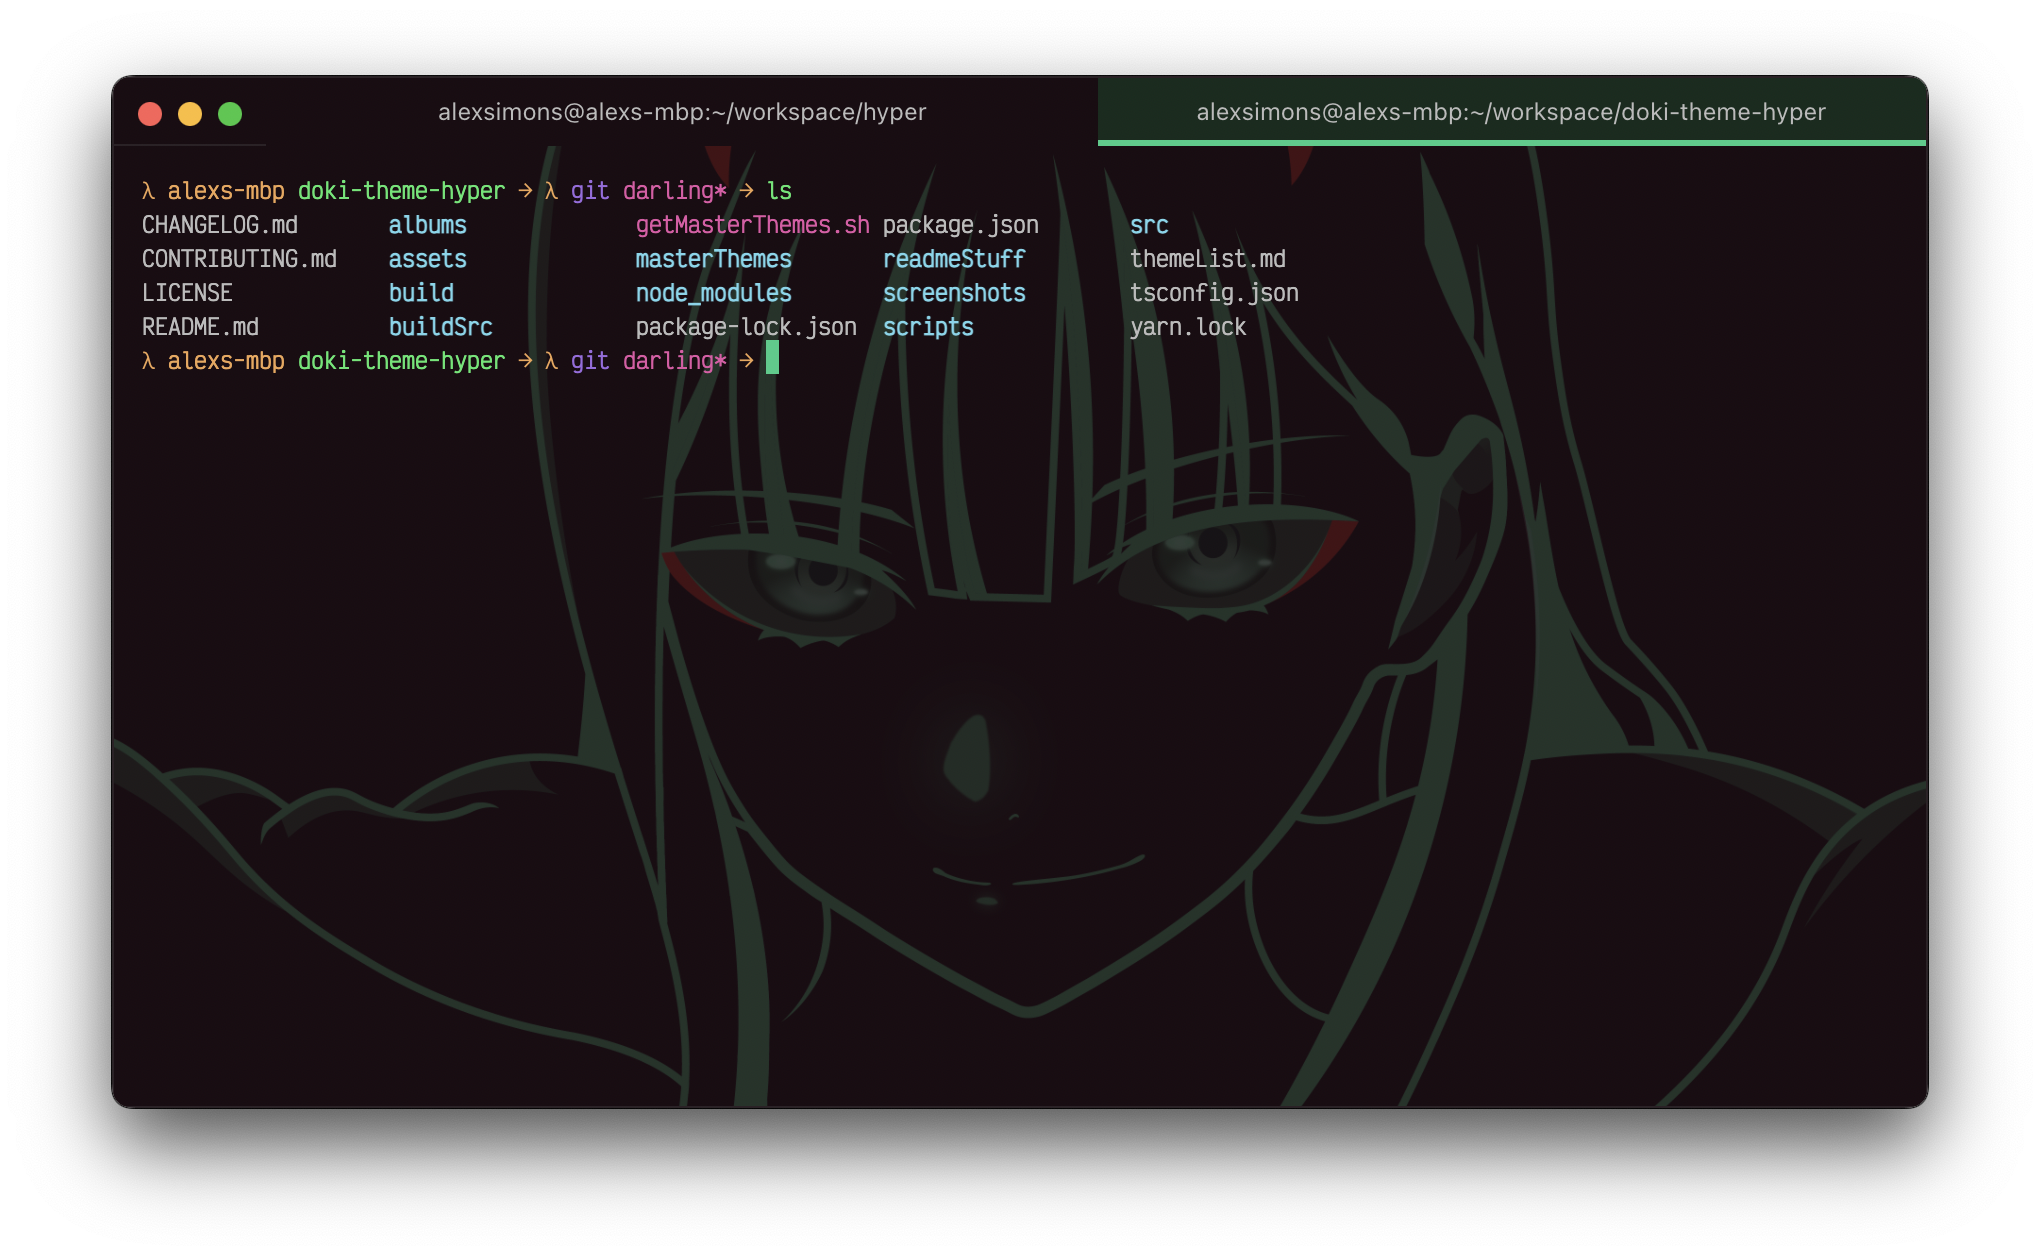 alexsimons@alexs-mbp:~/workspace/hyper alexsimons@alexs-mbp:~/workspace/doki-theme-hyper
λ alexs-mbp doki-theme-hyper → λ git darling* → ls
CHANGELOG.md albums getMasterThemes.sh package.json src
CONTRIBUTING.md assets masterThemes readmeStuff themeList.md
LICENSE build node_modules screenshots tsconfig.json
README.md buildSrc package-lock.json scripts yarn.lock
λ alexs-mbp doki-theme-hyper → λ git darling* →